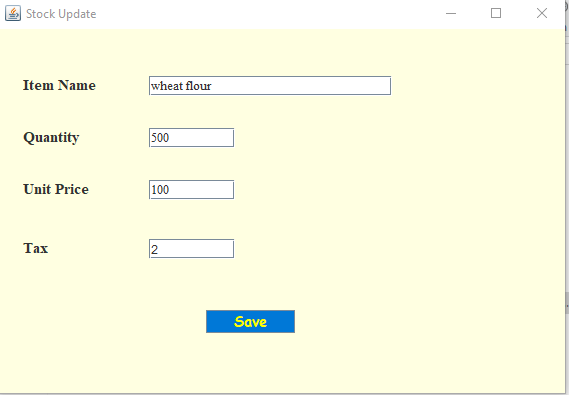 Stock Update
Item Name wheat flour
Quantity 500
Unit Price 100
Tax 2
Save